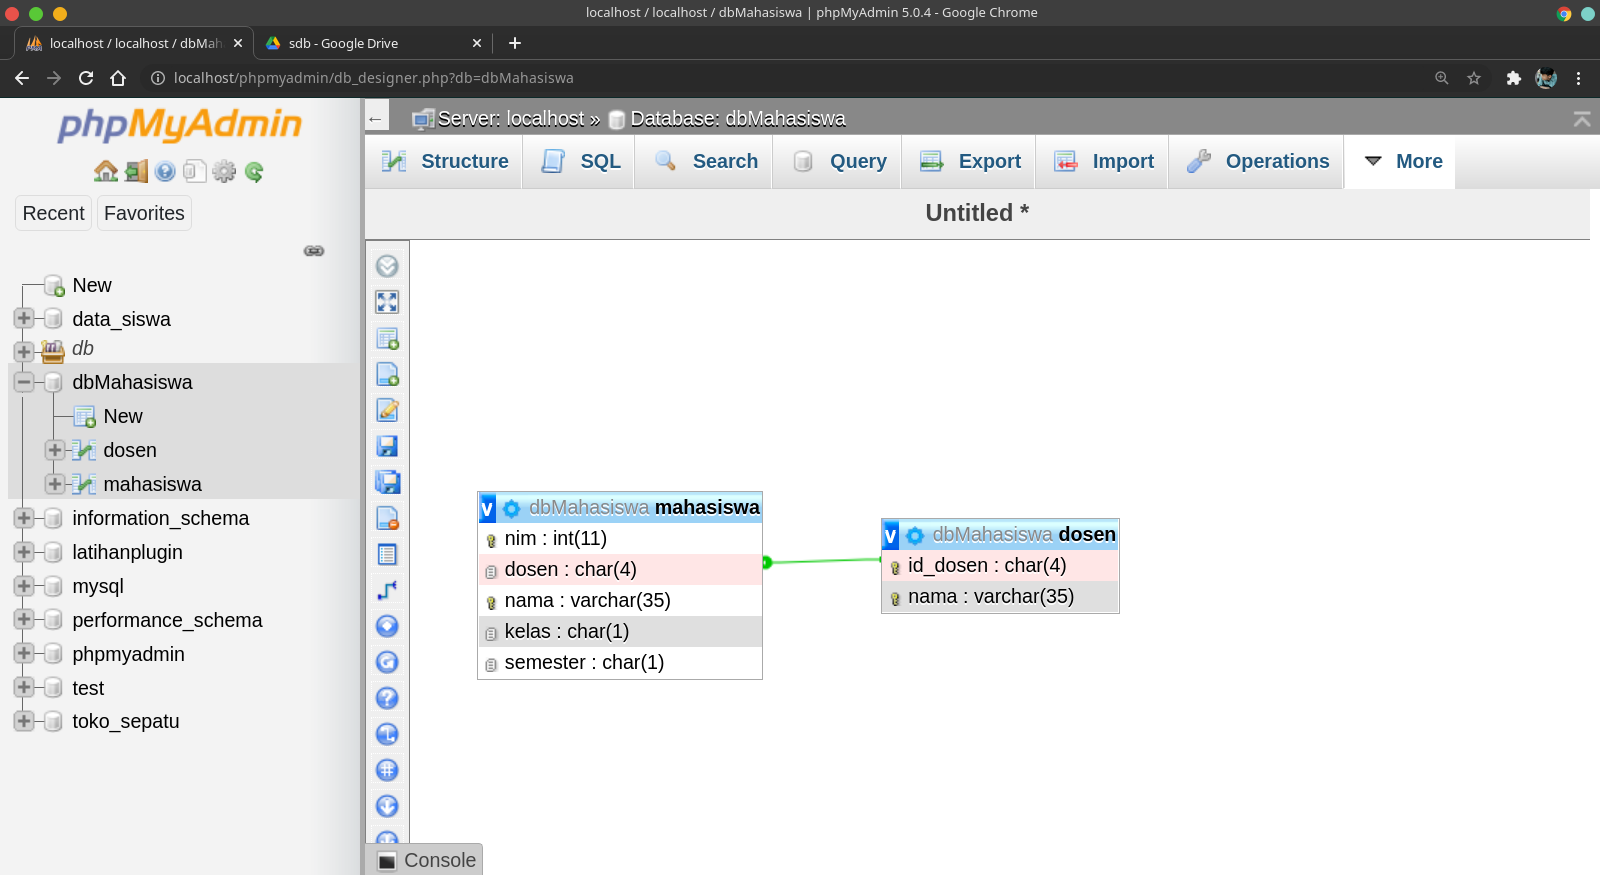 localhost / localhost / dbMahasiswa | phpMyAdmin 5.0.4 - Google Chrome
localhost / localhost / dbMah
sdb - Google Drive
localhost/phpmyadmin/db_designer.php?db=dbMahasiswa
phpMyAdmin
Recent
Favorites
New
data_siswa
db
dbMahasiswa
New
dosen
mahasiswa
information_schema
latihanplugin
mysql
performance_schema
phpmyadmin
test
toko_sepatu
Server: localhost » Database: dbMahasiswa
Structure
SQL
Search
Query
Export
Import
Operations
More
Untitled *
v dbMahasiswa mahasiswa
nim : int(11)
dosen : char(4)
nama : varchar(35)
kelas : char(1)
semester : char(1)
v dbMahasiswa dosen
id_dosen : char(4)
nama : varchar(35)
Console